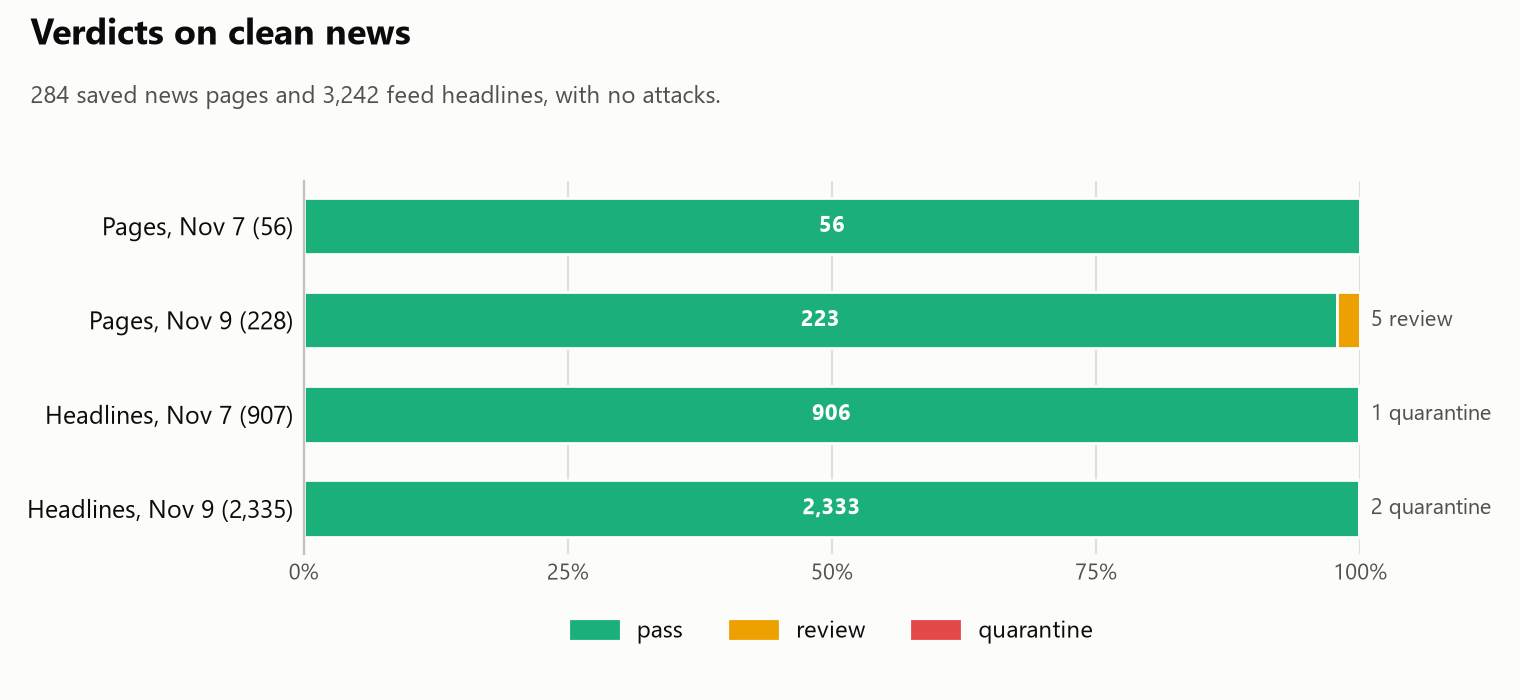 Verdicts on clean news
284 saved news pages and 3,242 feed headlines, with no attacks.
Pages, Nov 7 (56)
56
Pages, Nov 9 (228)
223
5 review
Headlines, Nov 7 (907)
906
1 quarantine
Headlines, Nov 9 (2,335)
2,333
2 quarantine
0% 25% 50% 75% 100%
pass review quarantine